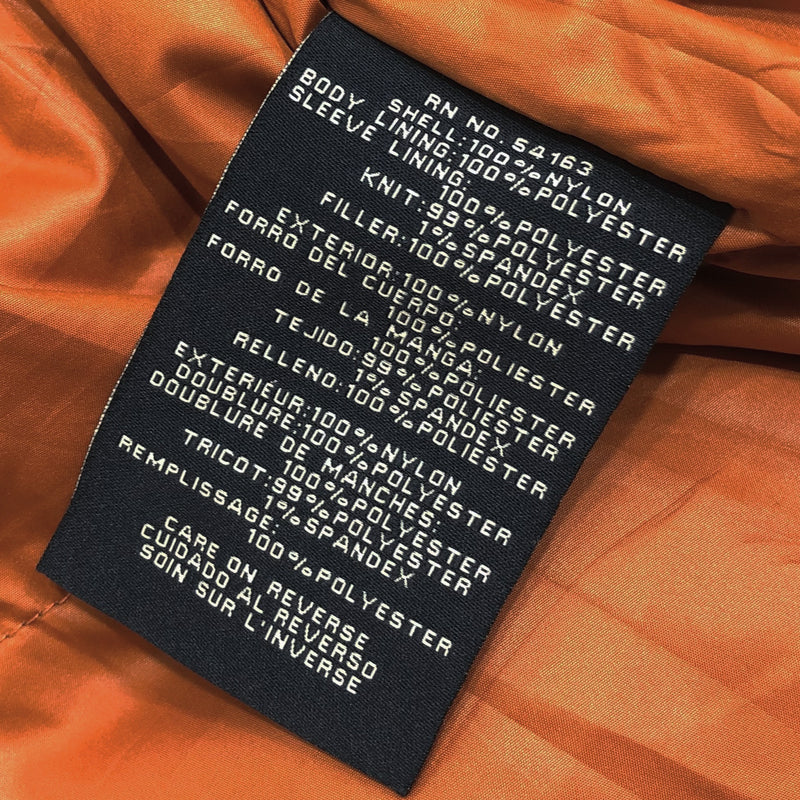 RN NO. 54163
SHELL:100%NYLON
BODY LINING:100%POLYESTER
SLEEVE LINING:
100%POLYESTER
KNIT:99%POLYESTER
1%SPANDEX
FILLER:100%POLYESTER
EXTERIOR:100%NYLON
FORRO DEL CUERPO:
100%POLIESTER
FORRO DE LA MANGA:
100%POLIESTER
TEJIDO:99%POLIESTER
1%SPANDEX
RELLENO:100%POLIESTER
EXTERIEUR:100%NYLON
DOUBLURE:100%POLYESTER
DOUBLURE DE MANCHES:
100%POLYESTER
TRICOT:99%POLYESTER
1%SPANDEX
REMPLISSAGE:
100%POLYESTER
CARE ON REVERSE
CUIDADO AL REVERSO
SOIN SUR L'INVERSE